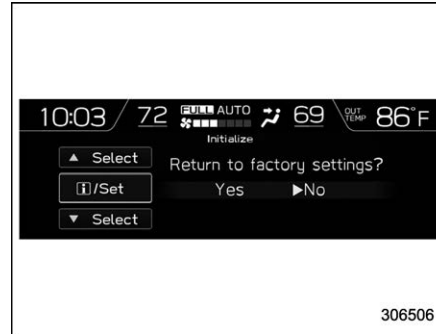 10:03 72 FULL AUTO 69 OUT TEMP 86°F
Initialize
▲ Select
Return to factory settings?
i/Set
Yes ▶No
▼ Select
306506